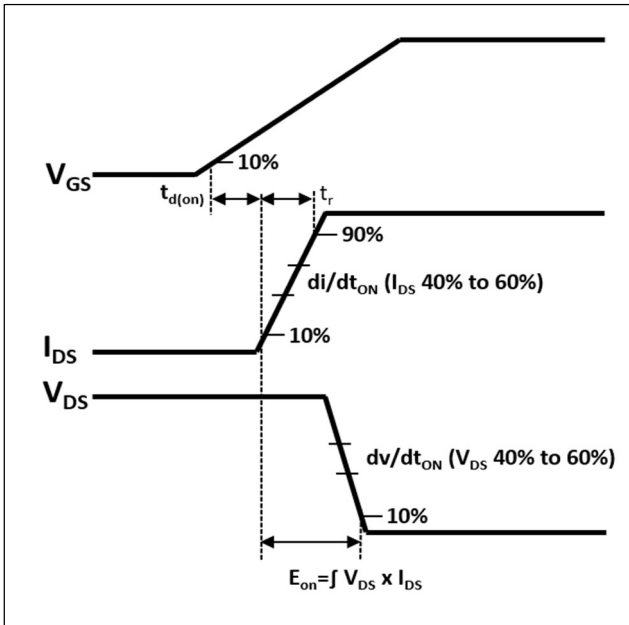 10%
V_GS
t_d(on)
t_r
90%
di/dt_ON (I_DS 40% to 60%)
10%
I_DS
V_DS
dv/dt_ON (V_DS 40% to 60%)
10%
E_on=∫ V_DS x I_DS